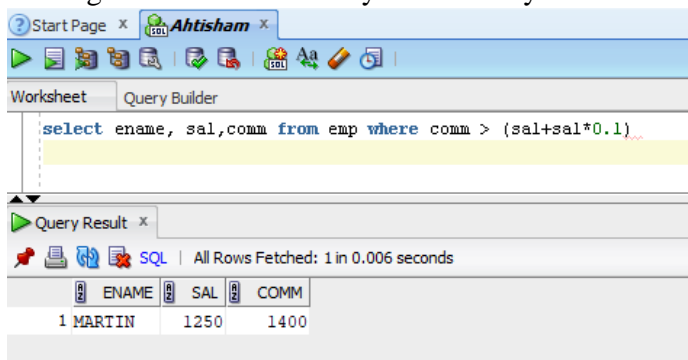 Start Page Ahtisham
Worksheet Query Builder
select ename, sal,comm from emp where comm > (sal+sal*0.1)
Query Result x
SQL | All Rows Fetched: 1 in 0.006 seconds
ENAME SAL COMM
1 MARTIN 1250 1400